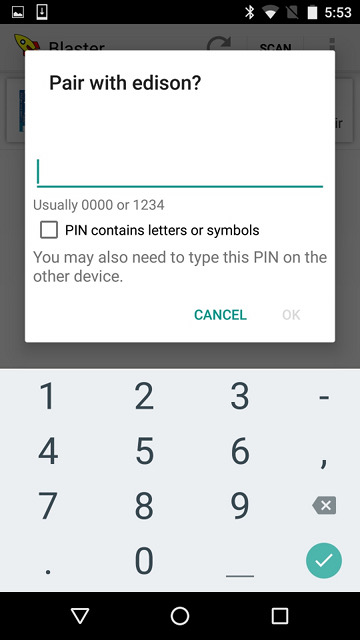 5:53
Blaster
SCAN
Pair with edison?
ir
Usually 0000 or 1234
PIN contains letters or symbols
You may also need to type this PIN on the
other device.
CANCEL OK
1 2 3 -
4 5 6 ,
7 8 9
. 0 _